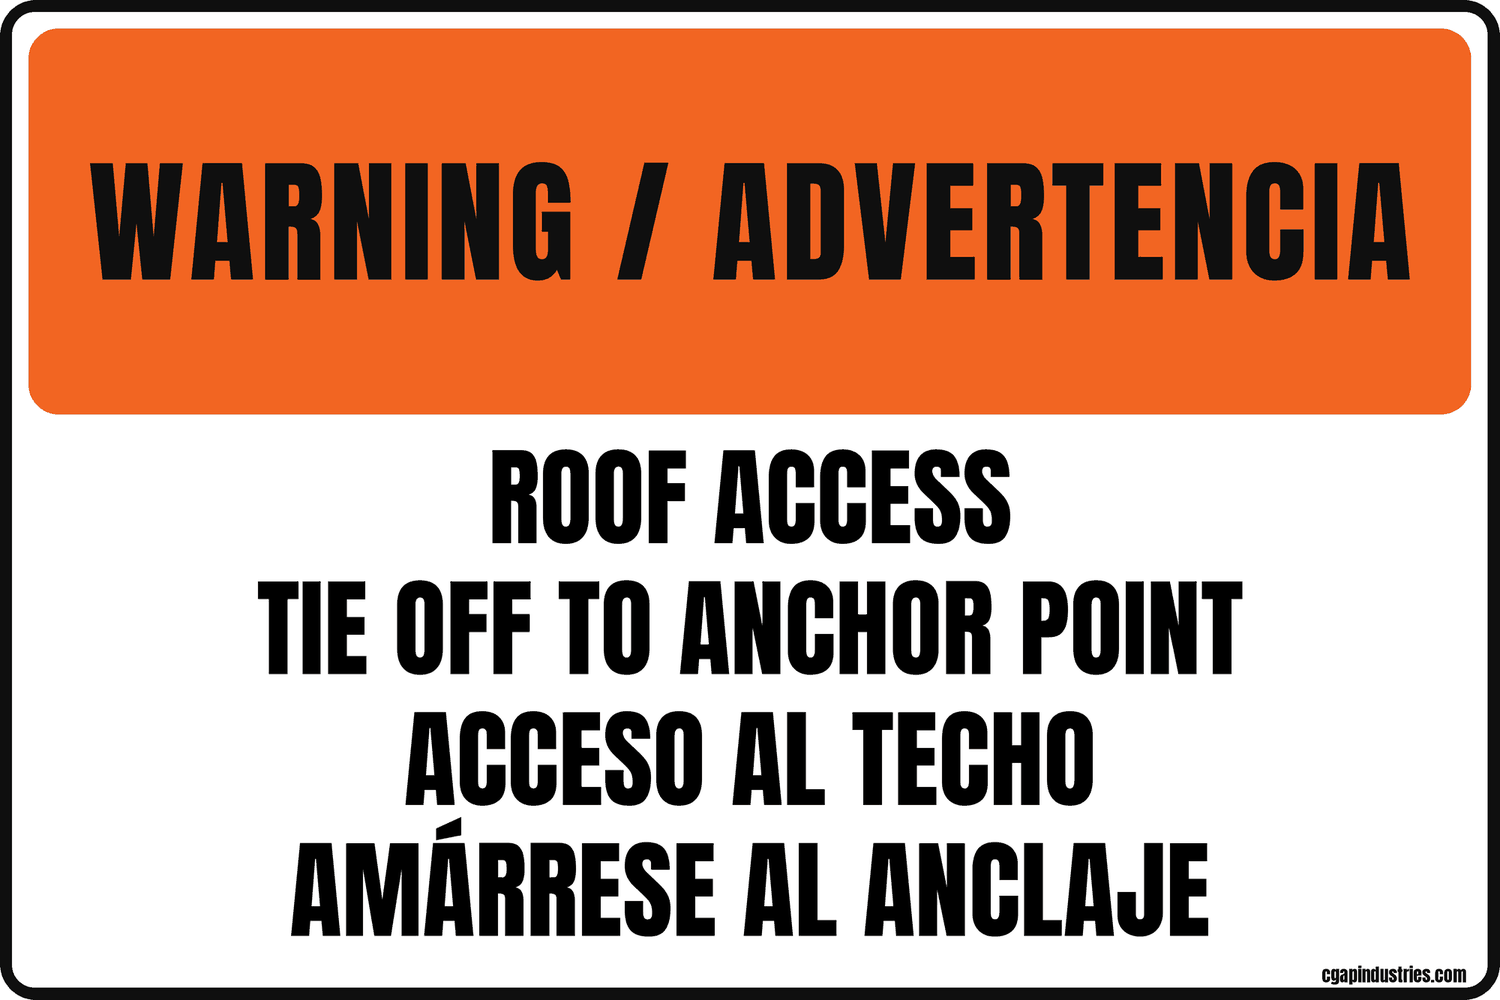 WARNING / ADVERTENCIA
ROOF ACCESS
TIE OFF TO ANCHOR POINT
ACCESO AL TECHO
AMÁRRESE AL ANCLAJE
cgapindustries.com